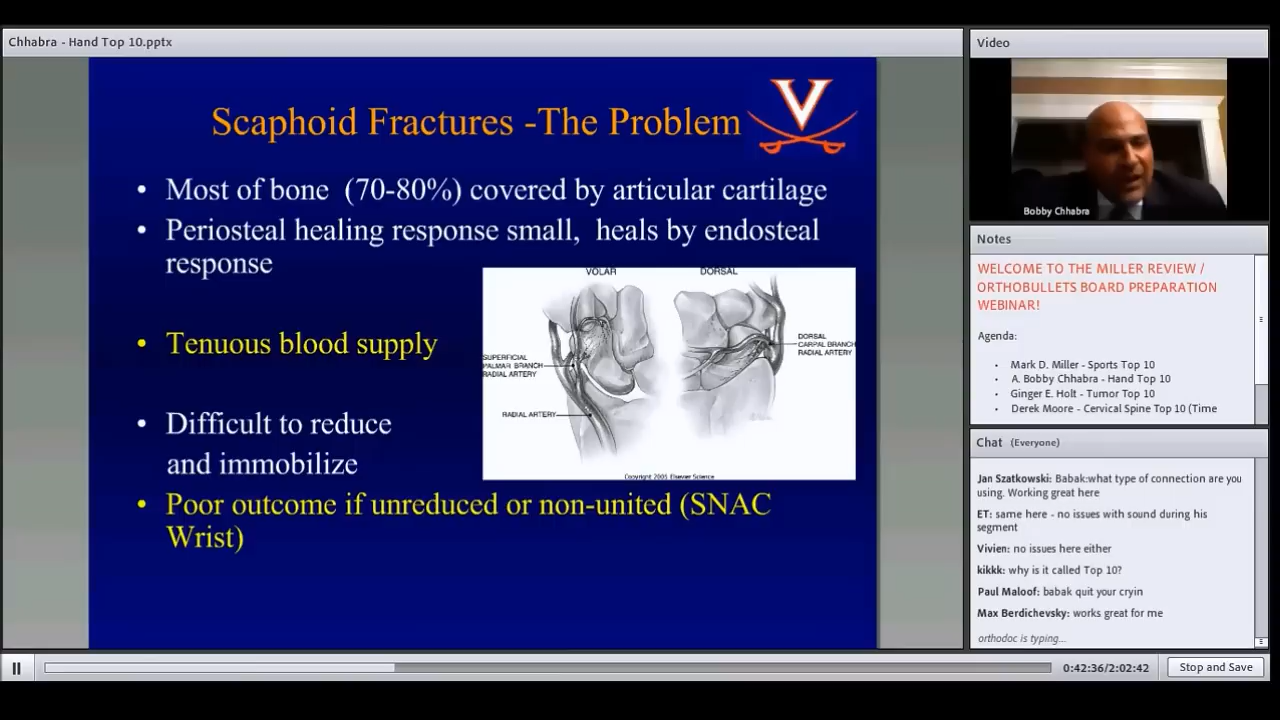 Chhabra - Hand Top 10.pptx
Scaphoid Fractures -The Problem
• Most of bone (70-80%) covered by articular cartilage
• Periosteal healing response small, heals by endosteal
response
VOLAR
DORSAL
SUPERFICIAL
PALMAR BRANCH
RADIAL ARTERY
RADIAL ARTERY
DORSAL
CARPAL BRANCH
RADIAL ARTERY
Copyright 2005 Elsevier Science
• Tenuous blood supply
• Difficult to reduce
and immobilize
• Poor outcome if unreduced or non-united (SNAC
Wrist)
Video
Bobby Chhabra
Notes
WELCOME TO THE MILLER REVIEW /
ORTHOBULLETS BOARD PREPARATION
WEBINAR!
Agenda:
• Mark D. Miller - Sports Top 10
• A. Bobby Chhabra - Hand Top 10
• Ginger E. Holt - Tumor Top 10
• Derek Moore - Cervical Spine Top 10 (Time
Chat (Everyone)
Jan Szatkowski: Babak:what type of connection are you
using. Working great here
ET: same here - no issues with sound during his
segment
Vivien: no issues here either
kikkk: why is it called Top 10?
Paul Maloof: babak quit your cryin
Max Berdichevsky: works great for me
orthodoc is typing...
0:42:36/2:02:42
Stop and Save